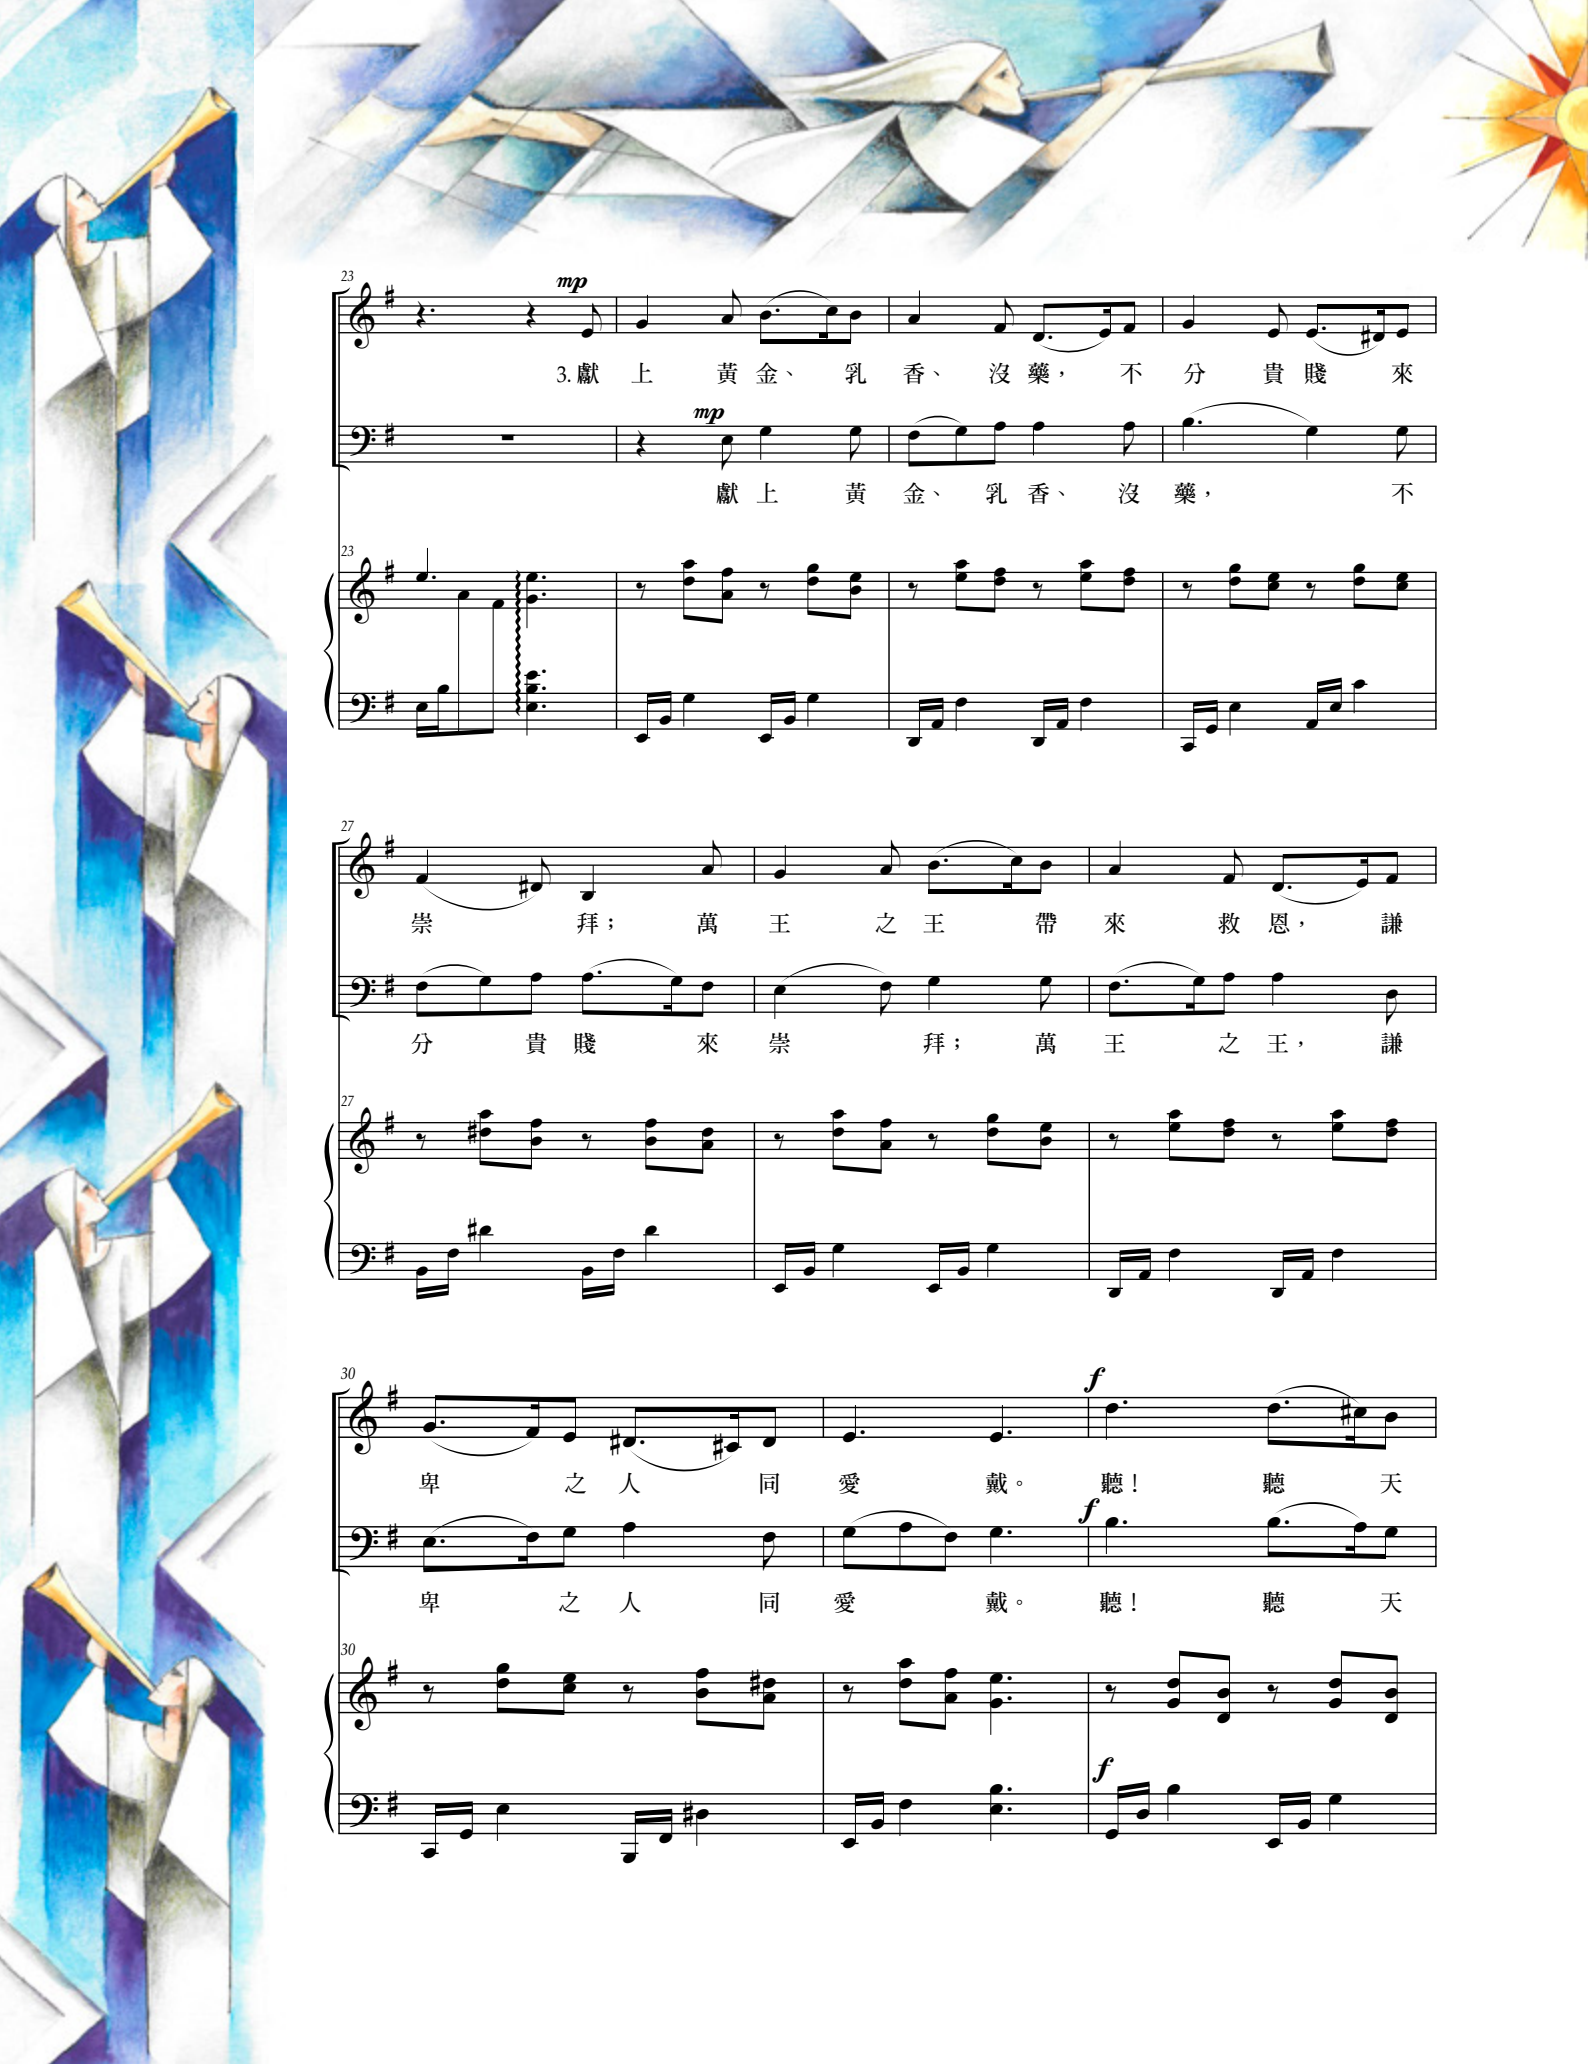 23
mp
3. 獻 上 黃 金、 乳 香、 沒 藥， 不 分 貴 賤 來
mp
獻 上 黃 金、 乳 香、 沒 藥， 不
23
27
崇 拜； 萬 王 之 王 帶 來 救 恩， 謙
分 貴 賤 來 崇 拜； 萬 王 之 王， 謙
27
30
f
卑 之 人 同 愛 戴。 聽！ 聽 天
f
卑 之 人 同 愛 戴。 聽！ 聽 天
30
f